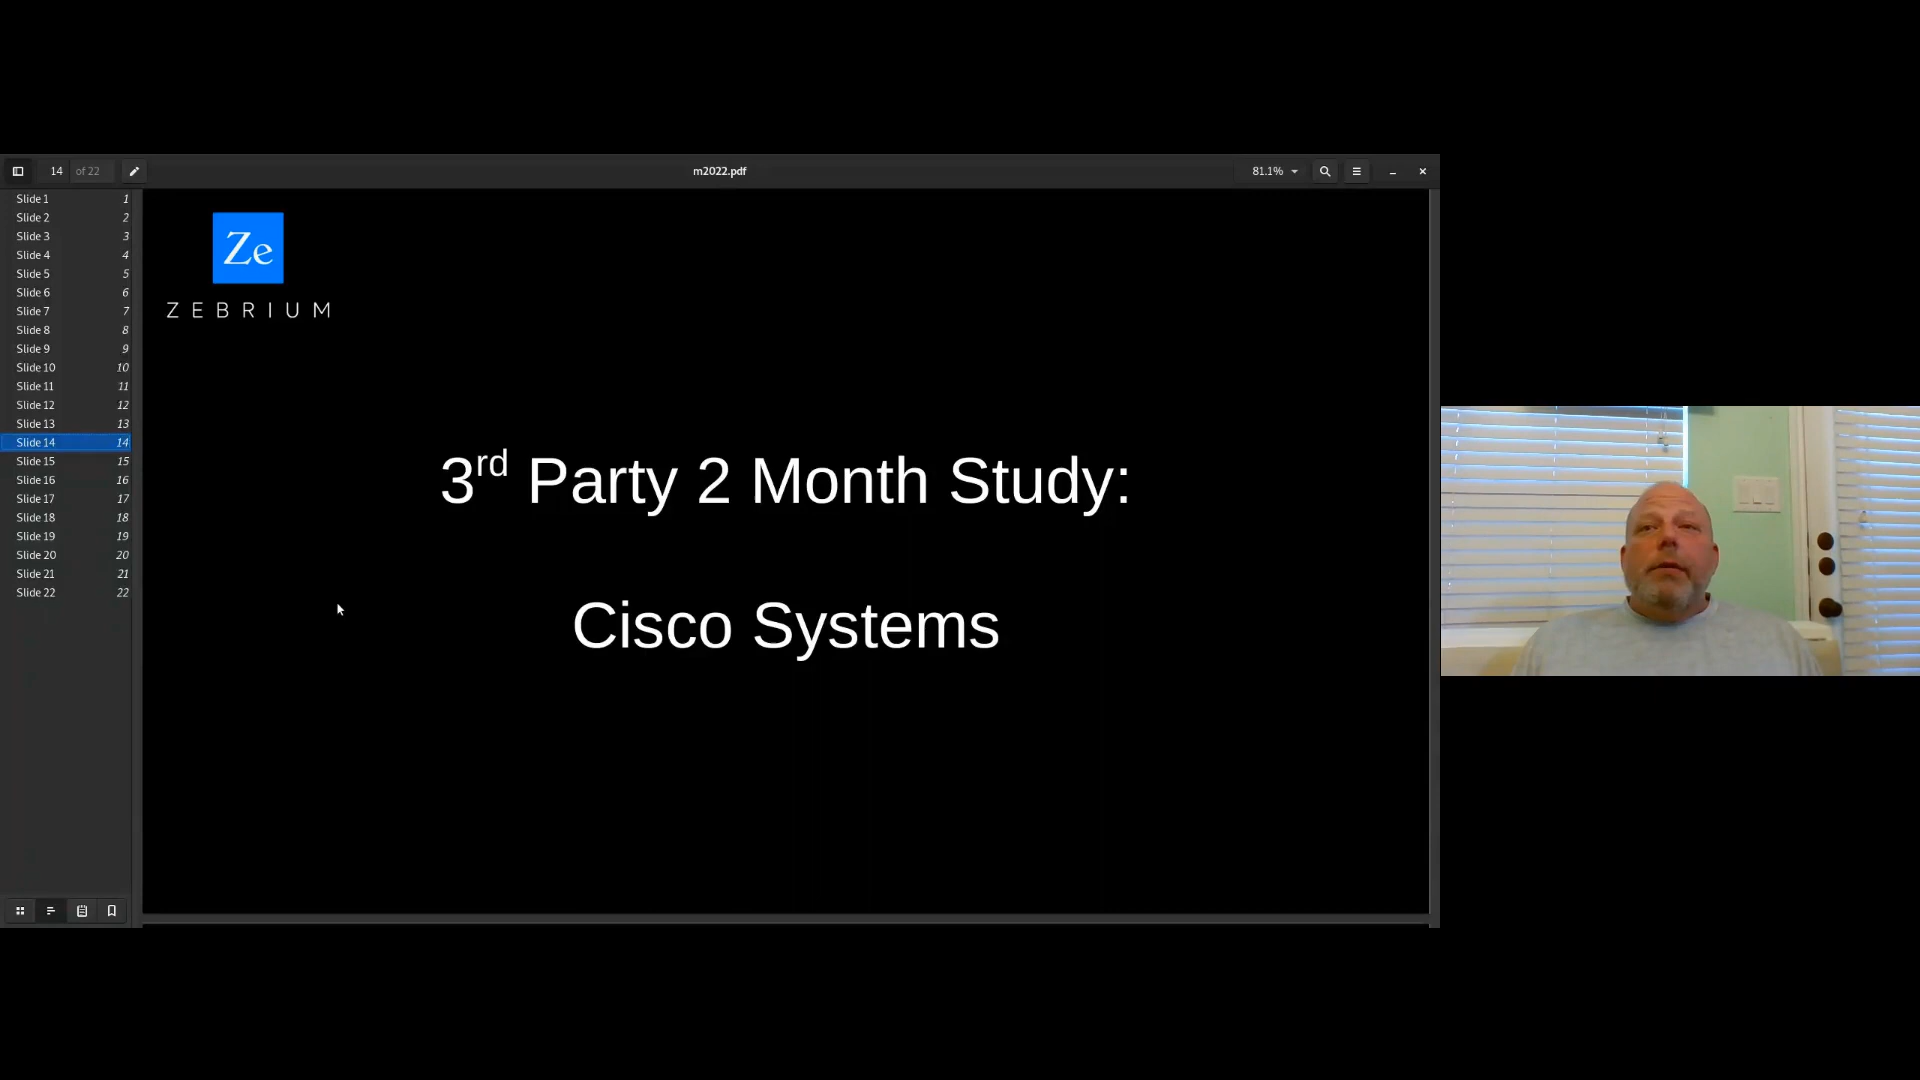 14 of 22
m2022.pdf
81.1%
Slide 1 1
Slide 2 2
Slide 3 3
Slide 4 4
Slide 5 5
Slide 6 6
Slide 7 7
Slide 8 8
Slide 9 9
Slide 10 10
Slide 11 11
Slide 12 12
Slide 13 13
Slide 14 14
Slide 15 15
Slide 16 16
Slide 17 17
Slide 18 18
Slide 19 19
Slide 20 20
Slide 21 21
Slide 22 22
Ze
ZEBRIUM
3rd Party 2 Month Study:
Cisco Systems